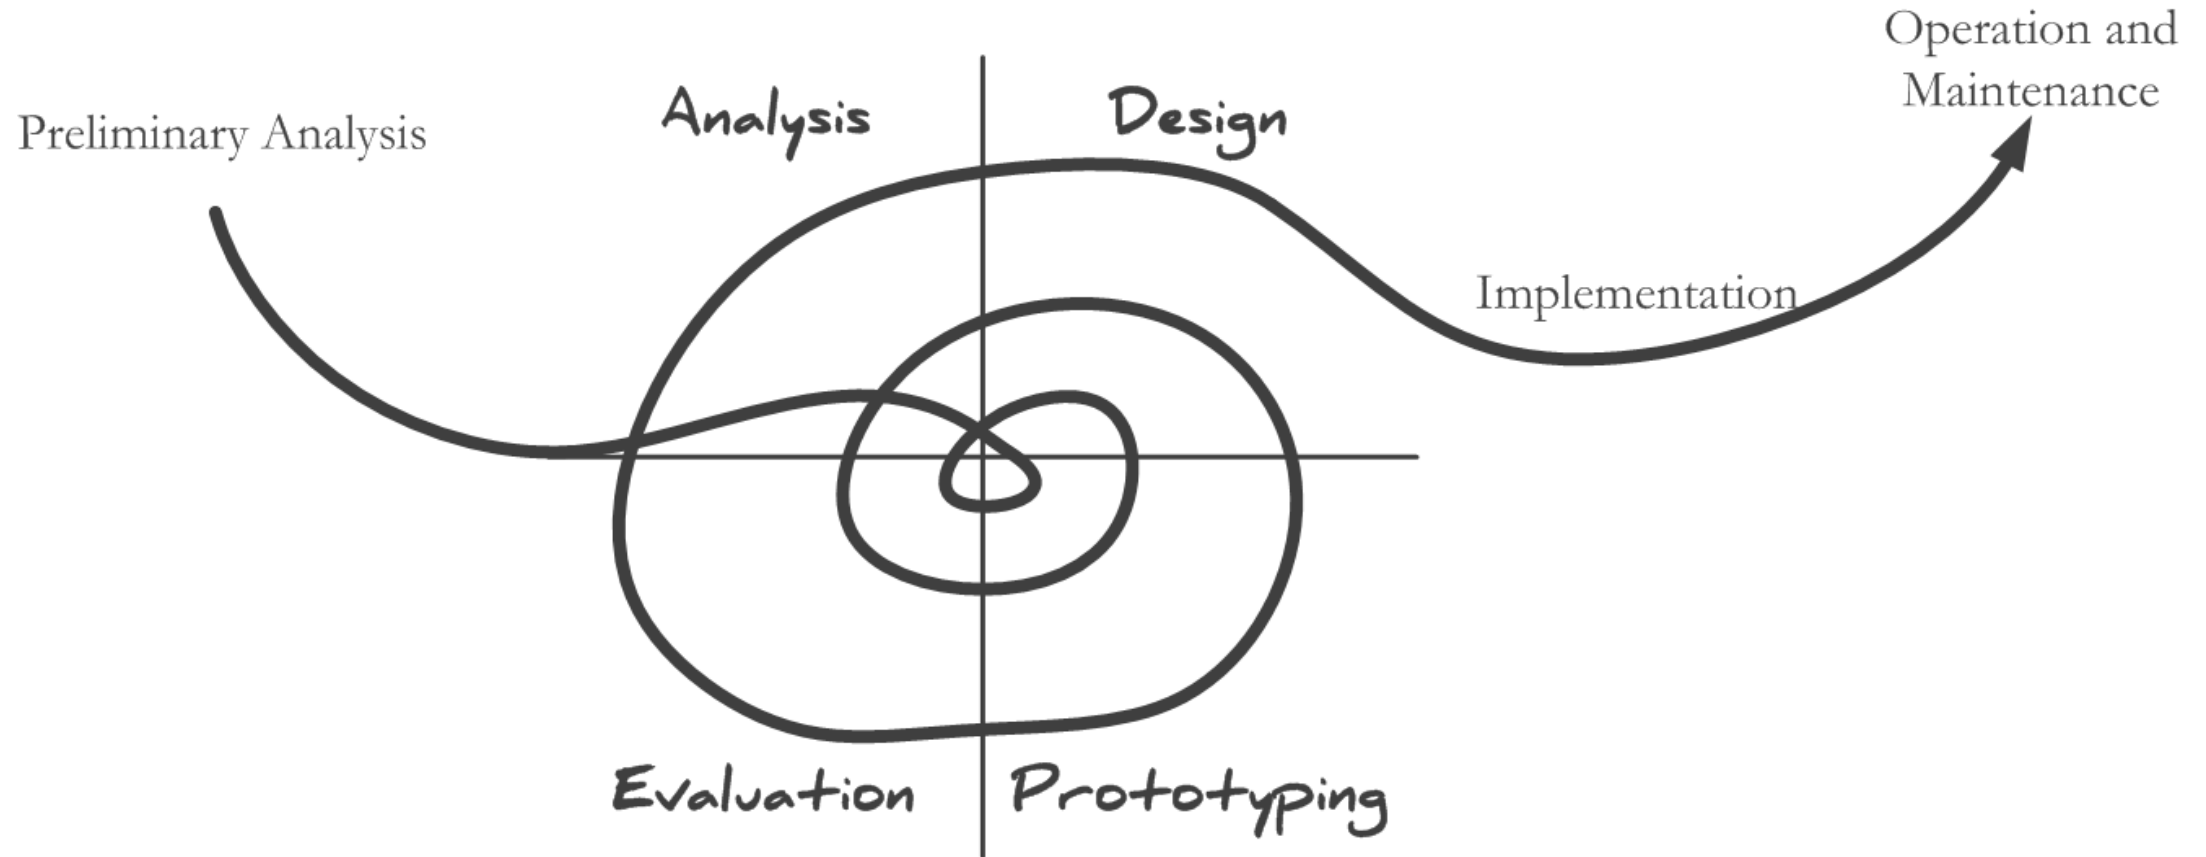 Operation and
Maintenance
Preliminary Analysis
Analysis
Design
Implementation
Evaluation
Prototyping